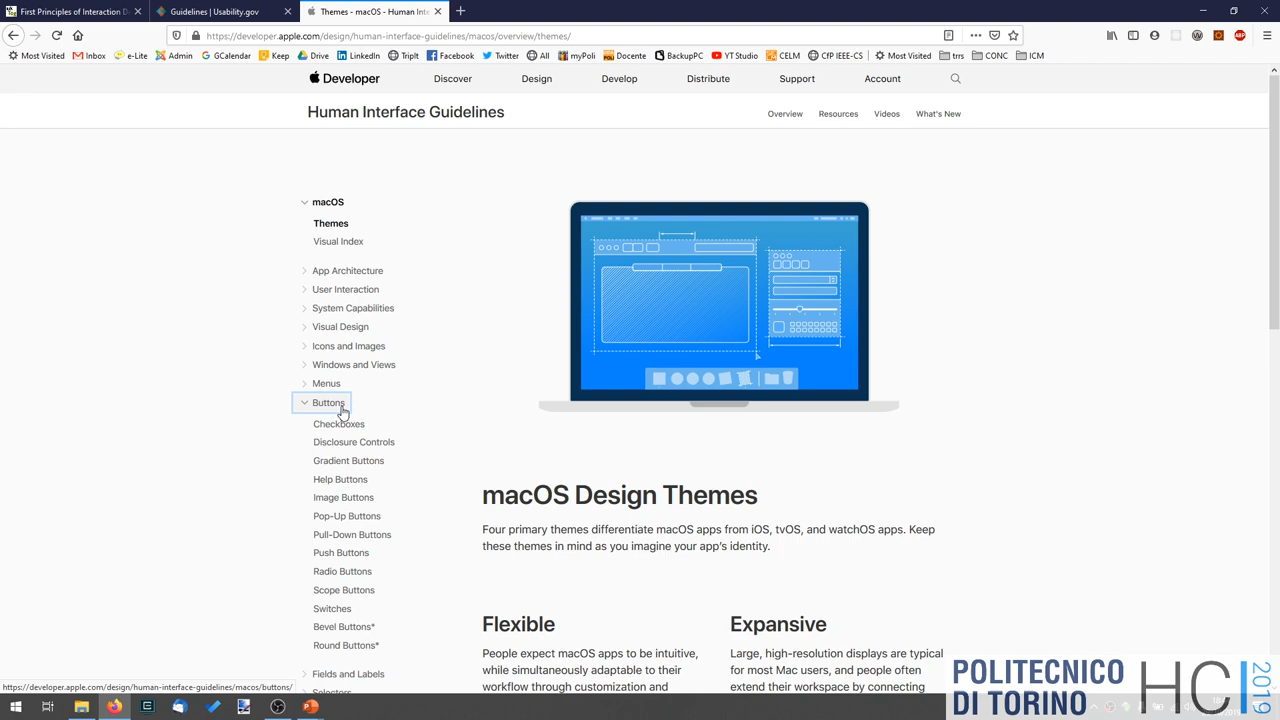 First Principles of Interaction D
Guidelines | Usability.gov
Themes - macOS - Human Inter
https://developer.apple.com/design/human-interface-guidelines/macos/overview/themes/
Most Visited
Inbox
e-Lite
Admin
GCalendar
Keep
Drive
LinkedIn
TripIt
Facebook
Twitter
All
myPoli
Docente
BackupPC
YT Studio
CELM
CfP IEEE-CS
Most Visited
trrs
CONC
ICM
Developer
Discover
Design
Develop
Distribute
Support
Account
Human Interface Guidelines
Overview
Resources
Videos
What's New
macOS
Themes
Visual Index
App Architecture
User Interaction
System Capabilities
Visual Design
Icons and Images
Windows and Views
Menus
Buttons
Checkboxes
Disclosure Controls
Gradient Buttons
Help Buttons
Image Buttons
Pop-Up Buttons
Pull-Down Buttons
Push Buttons
Radio Buttons
Scope Buttons
Switches
Bevel Buttons*
Round Buttons*
Fields and Labels
Selectors
macOS Design Themes
Four primary themes differentiate macOS apps from iOS, tvOS, and watchOS apps. Keep
these themes in mind as you imagine your app's identity.
Flexible
People expect macOS apps to be intuitive,
while simultaneously adaptable to their
workflow through customization and
Expansive
Large, high-resolution displays are typical
for most Mac users, and people often
extend their workspace by connecting
https://developer.apple.com/design/human-interface-guidelines/macos/buttons/
POLITECNICO
DI TORINO
HCI
2019